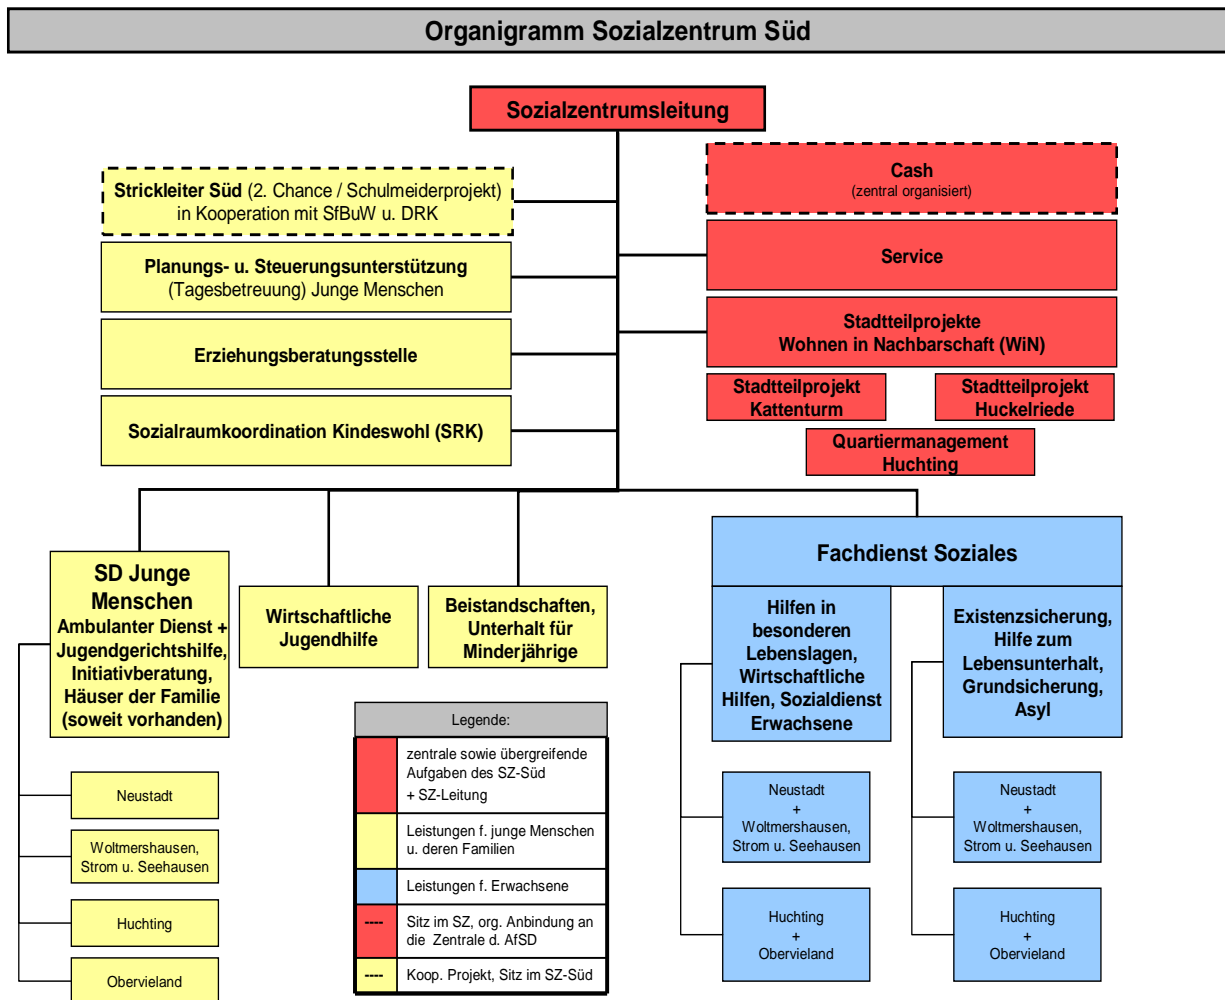 Organigramm Sozialzentrum Süd
Sozialzentrumsleitung
Strickleiter Süd (2. Chance / Schulmeiderprojekt)
in Kooperation mit SfBuW u. DRK
Planungs- u. Steuerungsunterstützung
(Tagesbetreuung) Junge Menschen
Erziehungsberatungsstelle
Sozialraumkoordination Kindeswohl (SRK)
Cash
(zentral organisiert)
Service
Stadtteilprojekte
Wohnen in Nachbarschaft (WiN)
Stadtteilprojekt
Kattenturm
Stadtteilprojekt
Huckelriede
Quartiermanagement
Huchting
SD Junge
Menschen
Ambulanter Dienst +
Jugendgerichtshilfe,
Initiativberatung,
Häuser der Familie
(soweit vorhanden)
Neustadt
Woltmershausen,
Strom u. Seehausen
Huchting
Obervieland
Wirtschaftliche
Jugendhilfe
Beistandschaften,
Unterhalt für
Minderjährige
Fachdienst Soziales
Hilfen in
besonderen
Lebenslagen,
Wirtschaftliche
Hilfen, Sozialdienst
Erwachsene
Neustadt
+
Woltmershausen,
Strom u. Seehausen
Huchting
+
Obervieland
Existenzsicherung,
Hilfe zum
Lebensunterhalt,
Grundsicherung,
Asyl
Neustadt
+
Woltmershausen,
Strom u. Seehausen
Huchting
+
Obervieland
Legende:
zentrale sowie übergreifende
Aufgaben des SZ-Süd
+ SZ-Leitung
Leistungen f. junge Menschen
u. deren Familien
Leistungen f. Erwachsene
---- Sitz im SZ, org. Anbindung an
die Zentrale d. AfSD
---- Koop. Projekt, Sitz im SZ-Süd